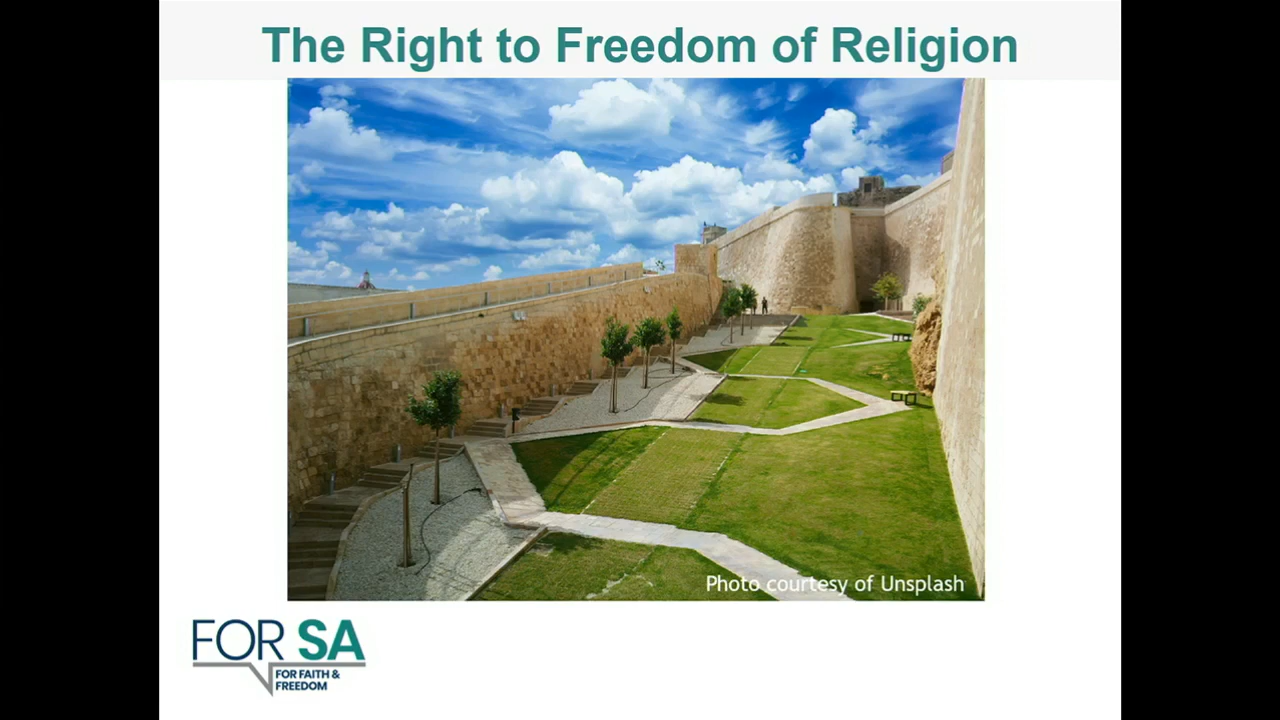 The Right to Freedom of Religion
Photo courtesy of Unsplash
FOR SA
FOR FAITH &
FREEDOM